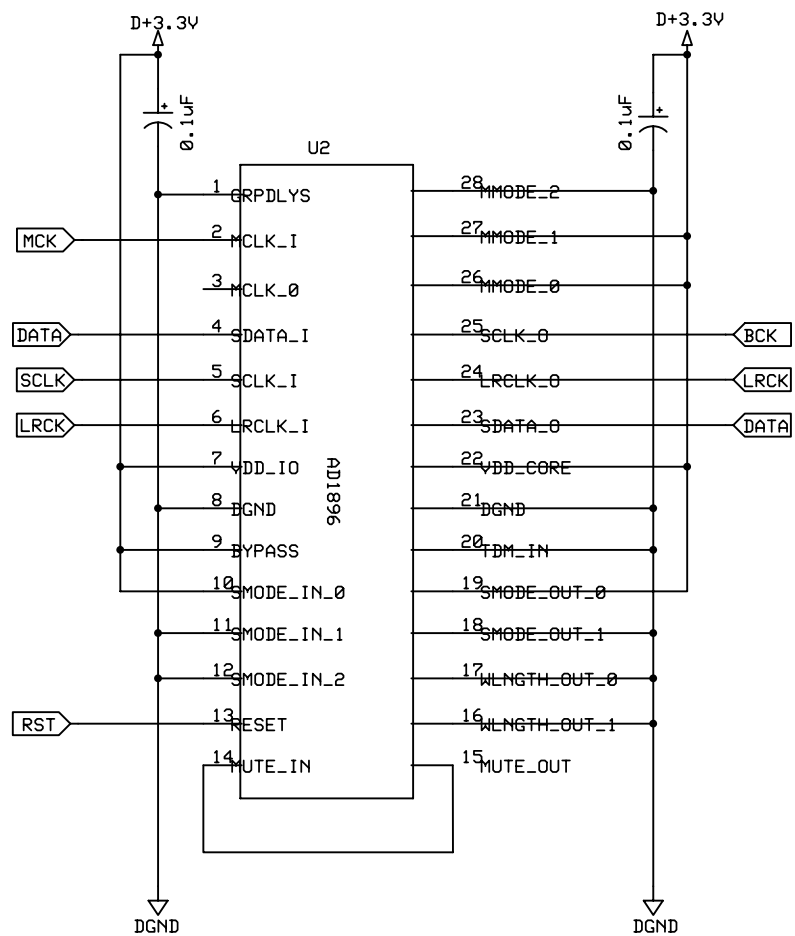 D+3.3V
D+3.3V
+
0.1uF
0.1uF
+
U2
1 GRPDLYS
28 MMODE_2
MCK
2 MCLK_I
27 MMODE_1
3 MCLK_0
26 MMODE_0
DATA
4 SDATA_I
25 SCLK_O
BCK
SCLK
5 SCLK_I
24 LRCLK_O
LRCK
LRCK
6 LRCLK_I
23 SDATA_O
DATA
7 VDD_IO
22 VDD_CORE
AD1896
8 DGND
21 DGND
9 BYPASS
20 TDM_IN
10 SMODE_IN_0
19 SMODE_OUT_0
11 SMODE_IN_1
18 SMODE_OUT_1
12 SMODE_IN_2
17 WLNGTH_OUT_0
RST
13 RESET
16 WLNGTH_OUT_1
14 MUTE_IN
15 MUTE_OUT
DGND
DGND